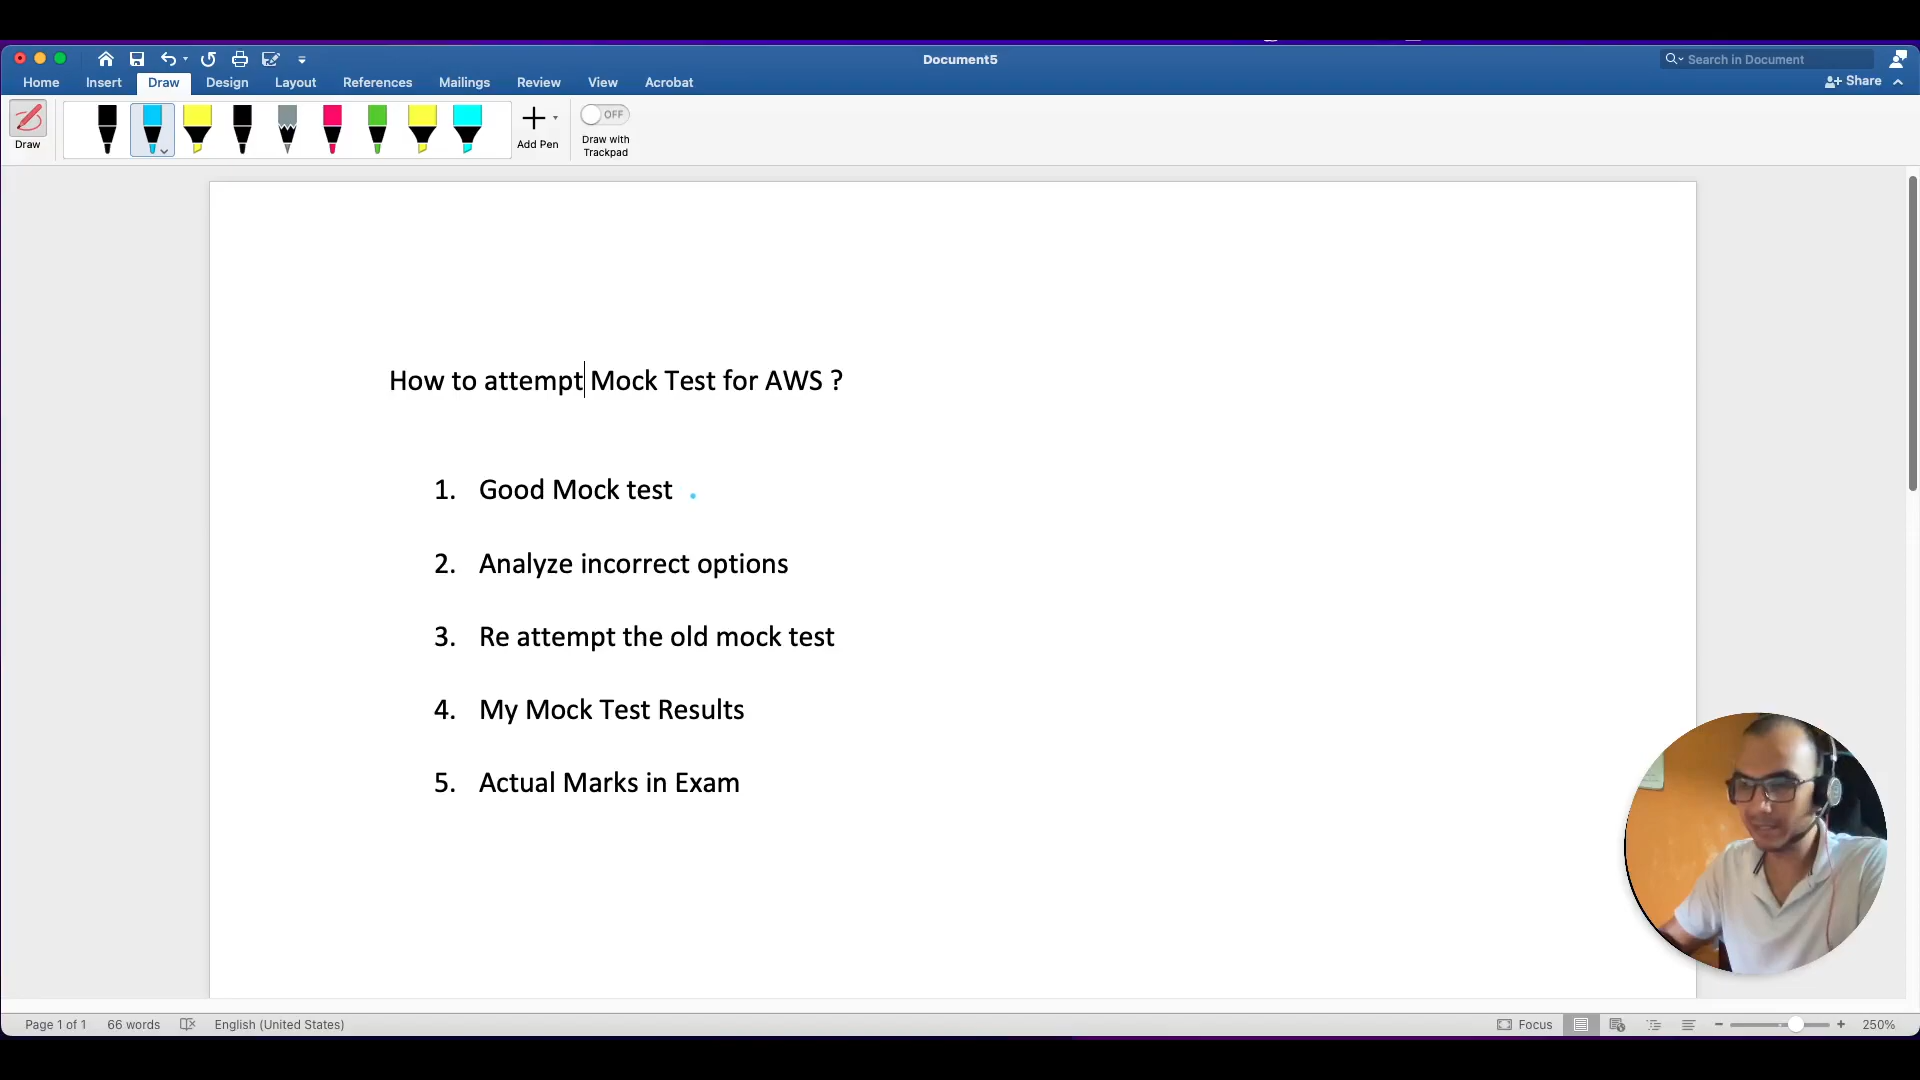 Document5
Search in Document
Home Insert Draw Design Layout References Mailings Review View Acrobat
Share
Draw
Add Pen
OFF
Draw with
Trackpad
How to attempt Mock Test for AWS ?
1. Good Mock test
2. Analyze incorrect options
3. Re attempt the old mock test
4. My Mock Test Results
5. Actual Marks in Exam
Page 1 of 1 66 words English (United States) Focus 250%